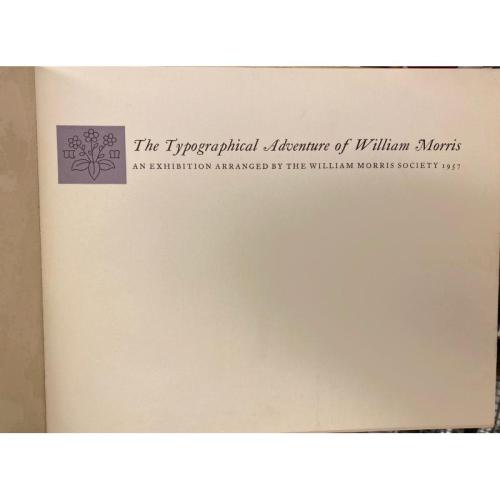 The Typographical Adventure of William Morris
AN EXHIBITION ARRANGED BY THE WILLIAM MORRIS SOCIETY 1957